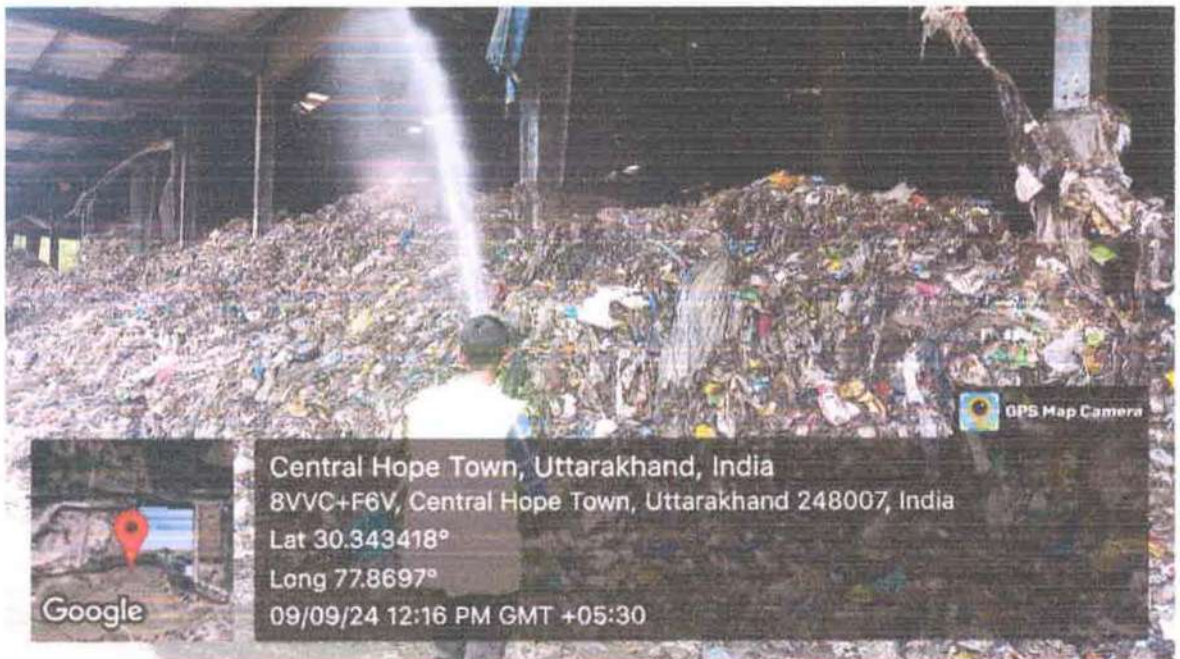 GPS Map Camera
Central Hope Town, Uttarakhand, India
8VVC+F6V, Central Hope Town, Uttarakhand 248007, India
Lat 30.343418°
Long 77.8697°
09/09/24 12:16 PM GMT +05:30
Google